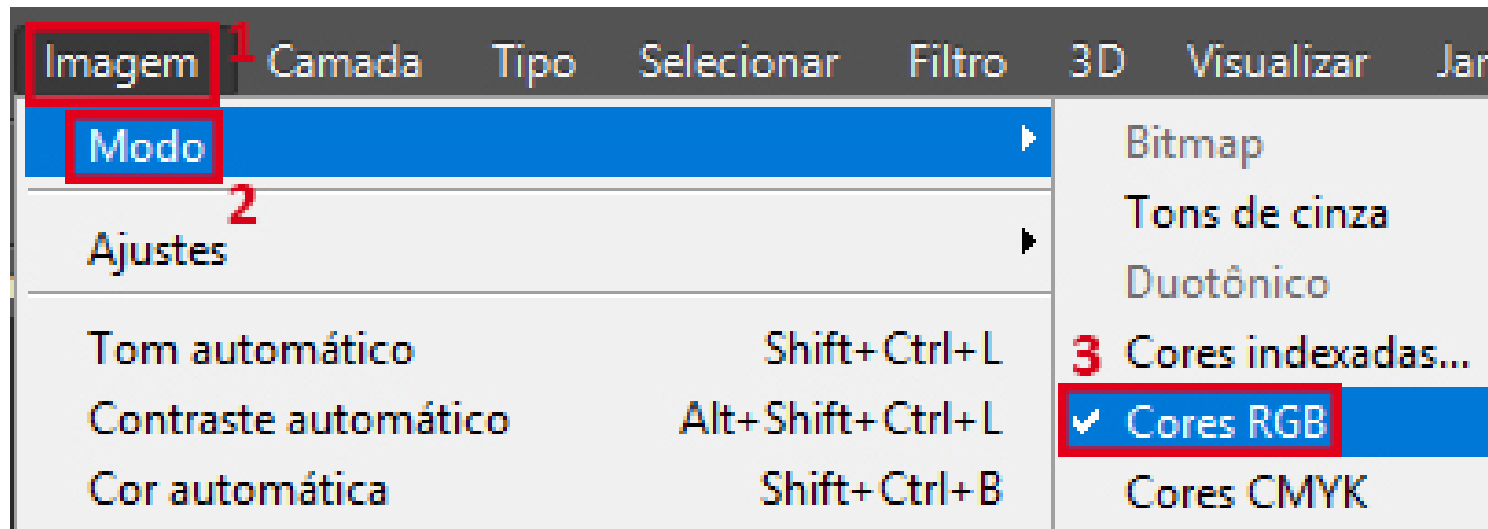 Imagem 1 Camada Tipo Selecionar Filtro 3D Visualizar
Modo
2
Ajustes
Tom automático Shift+Ctrl+L
Contraste automático Alt+Shift+Ctrl+L
Cor automática Shift+Ctrl+B
Bitmap
Tons de cinza
Duotônico
3 Cores indexadas...
Cores RGB
Cores CMYK